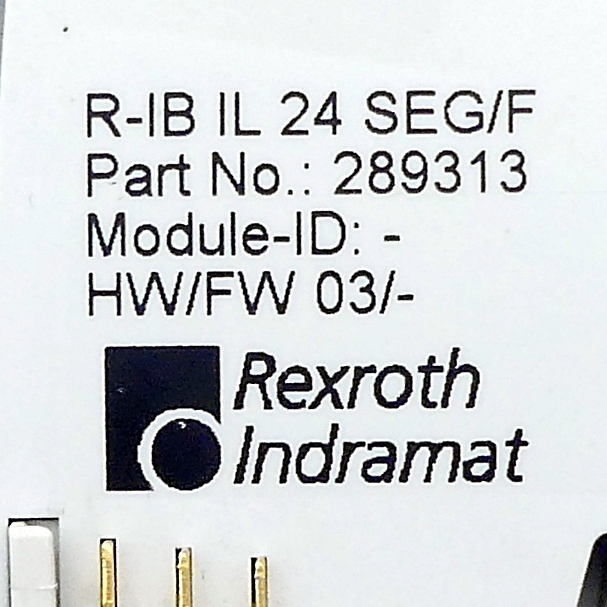 R-IB IL 24 SEG/F
Part No.: 289313
Module-ID: -
HW/FW 03/-
Rexroth
Indramat